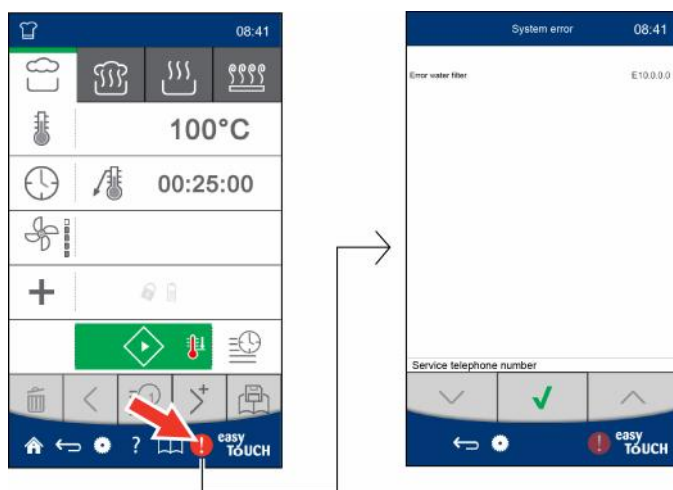 08:41
100°C
00:25:00
1
?
!
easy
TOUCH
System error 08:41
Error water filter E10.0.0.0
Service telephone number
!
easy
TOUCH